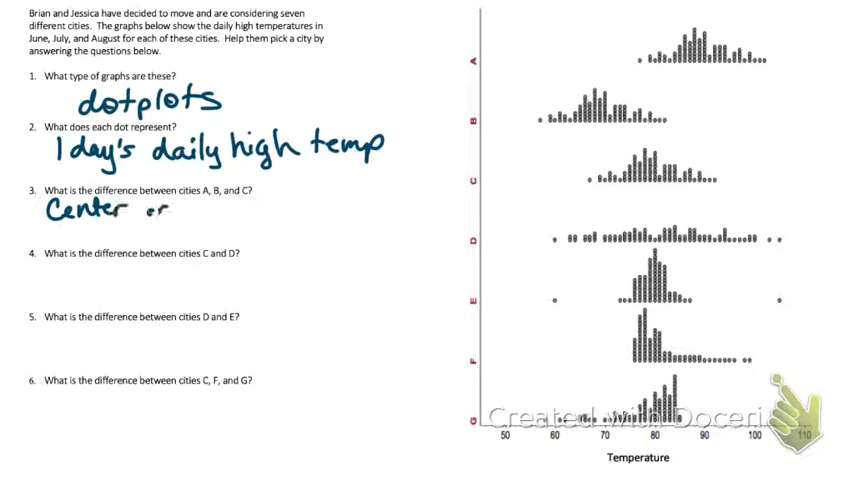 Brian and Jessica have decided to move and are considering seven
different cities. The graphs below show the daily high temperatures in
June, July, and August for each of these cities. Help them pick a city by
answering the questions below.
1. What type of graphs are these?
dotplots
2. What does each dot represent?
1 day's daily high temp
3. What is the difference between cities A, B, and C?
Center or
4. What is the difference between cities C and D?
5. What is the difference between cities D and E?
6. What is the difference between cities C, F, and G?
A
B
C
D
E
F
G
Created with Doceri
50 60 70 80 90 100 110
Temperature